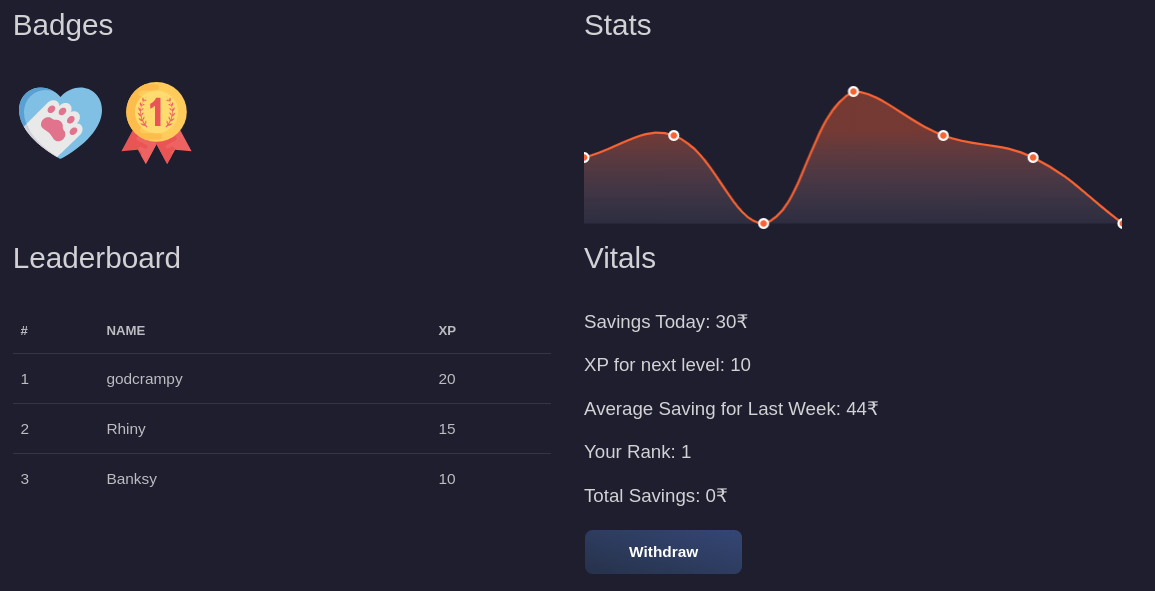 Badges
1
Leaderboard
# NAME XP
1 godcrampy 20
2 Rhiny 15
3 Banksy 10
Stats
Vitals
Savings Today: 30₹
XP for next level: 10
Average Saving for Last Week: 44₹
Your Rank: 1
Total Savings: 0₹
Withdraw